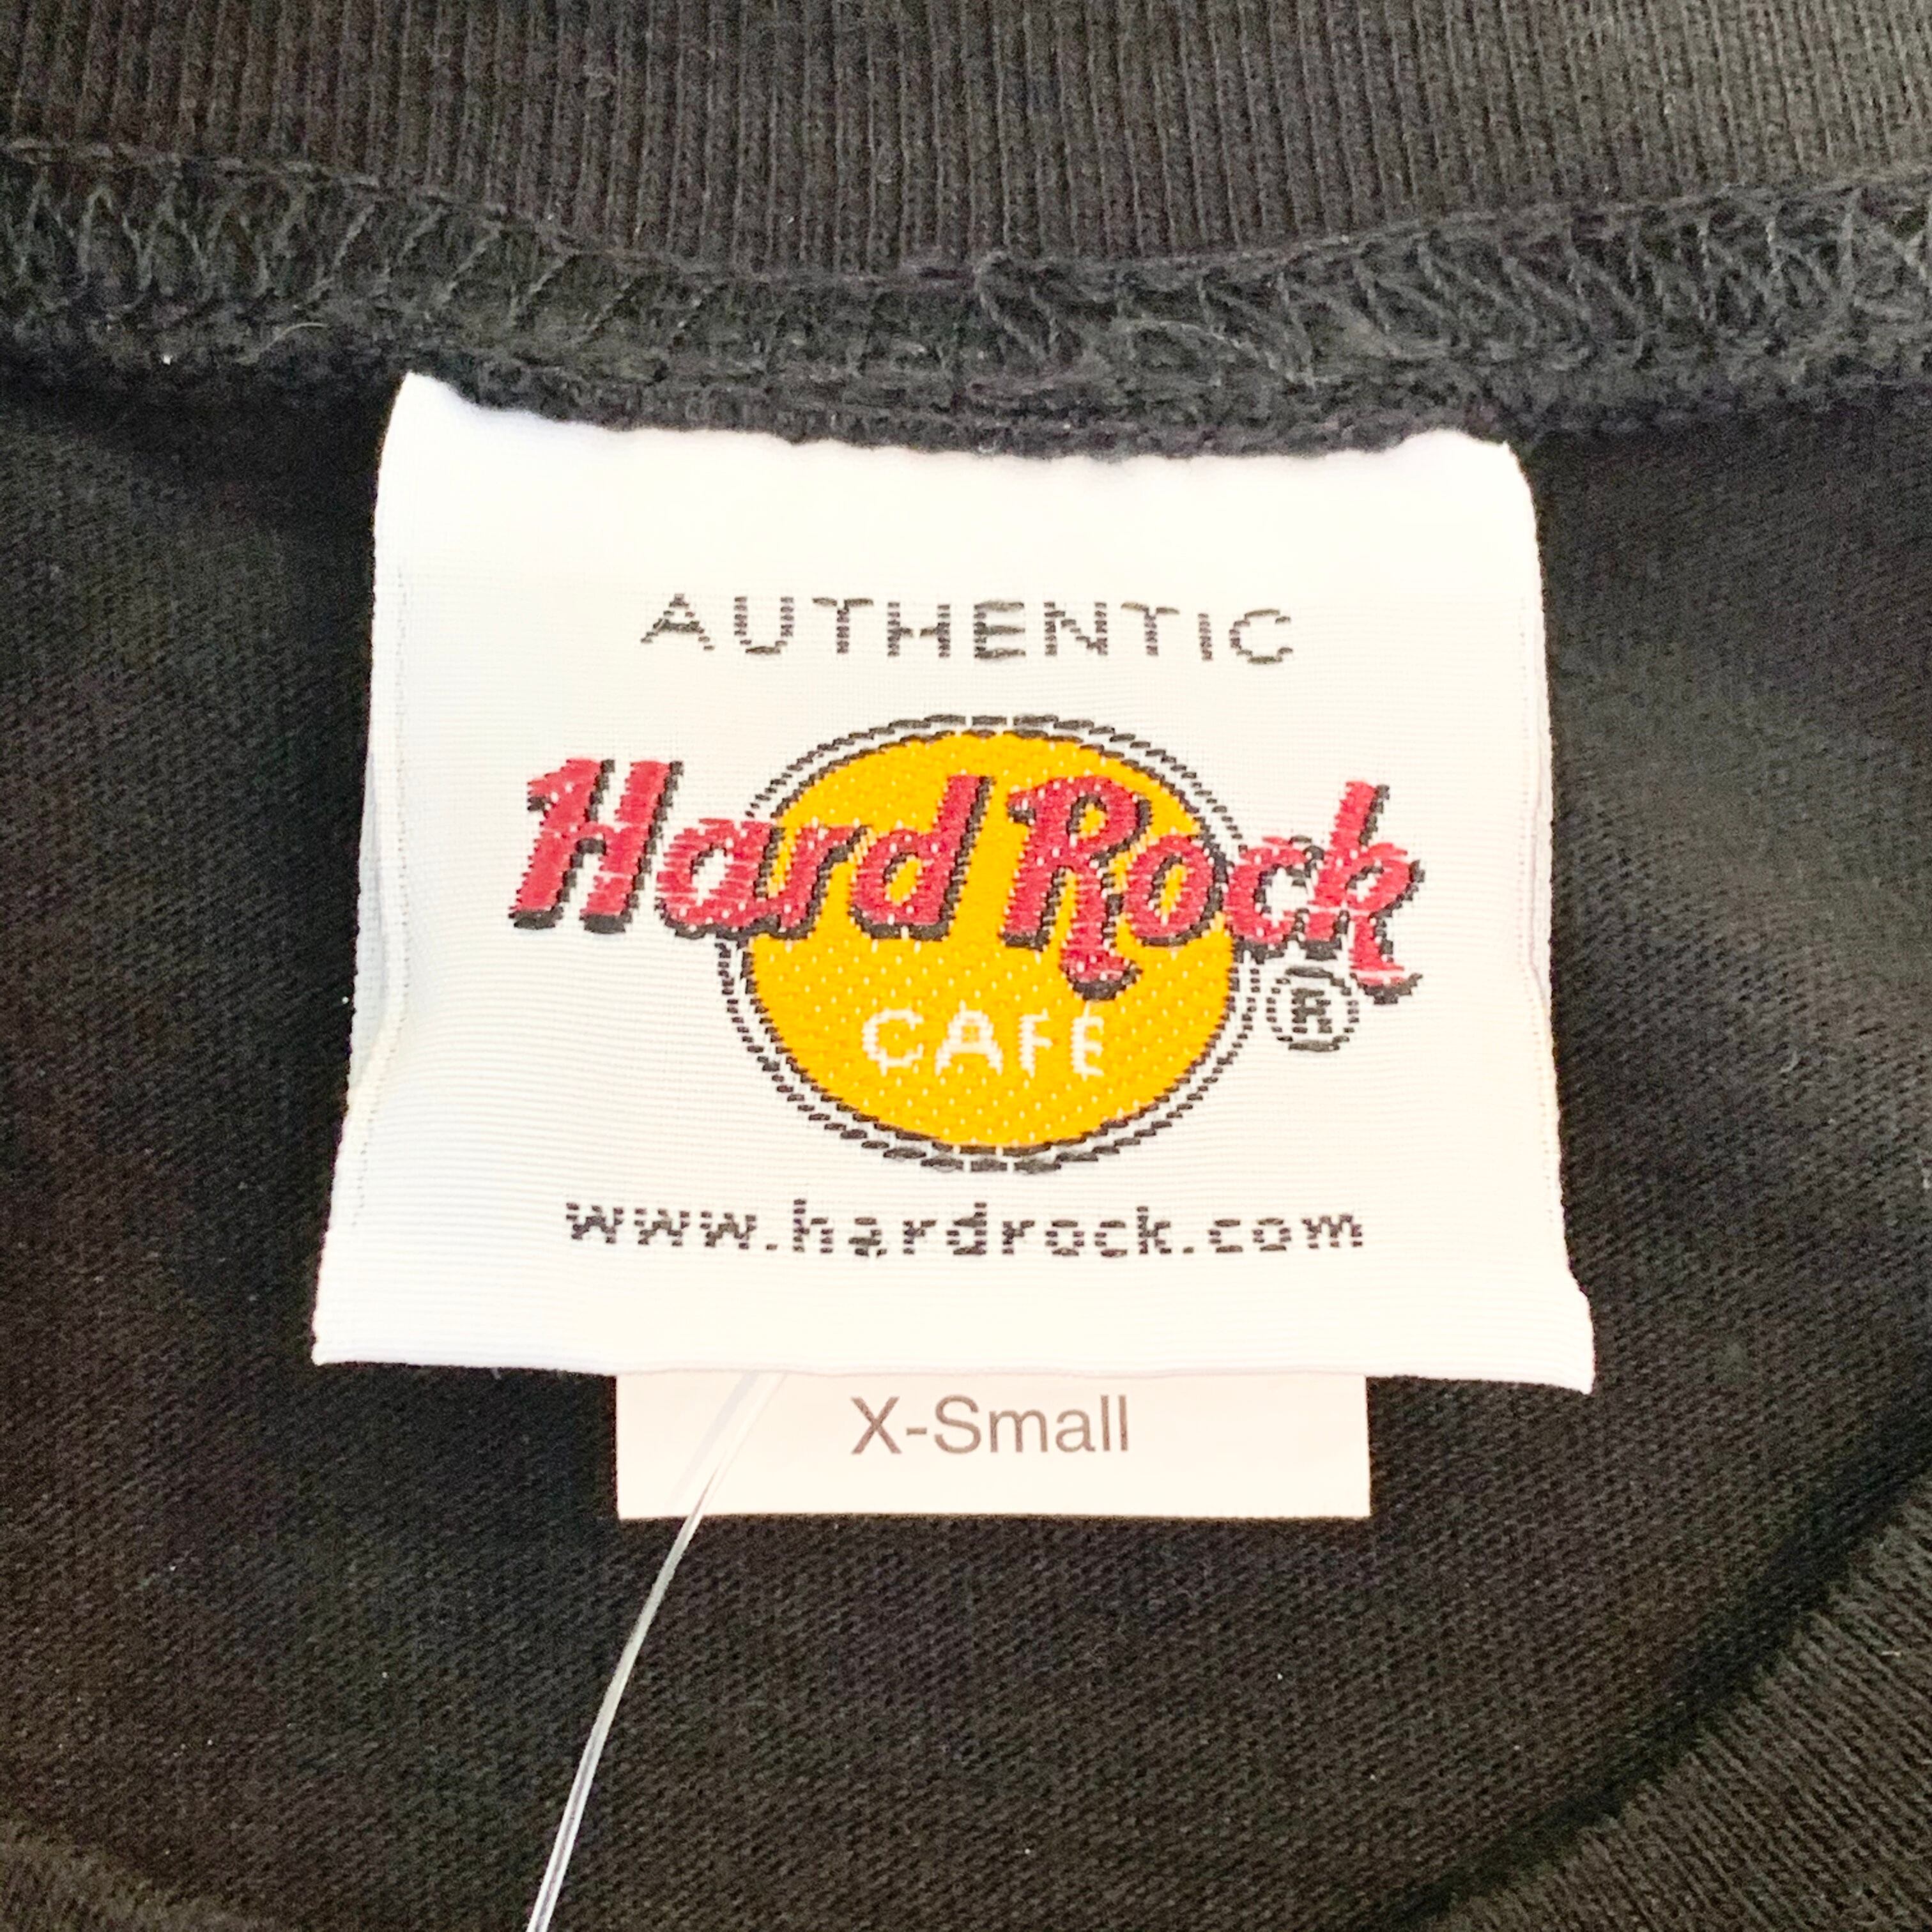 AUTHENTIC
Hard Rock
CAFE
®
www.hardrock.com
X-Small